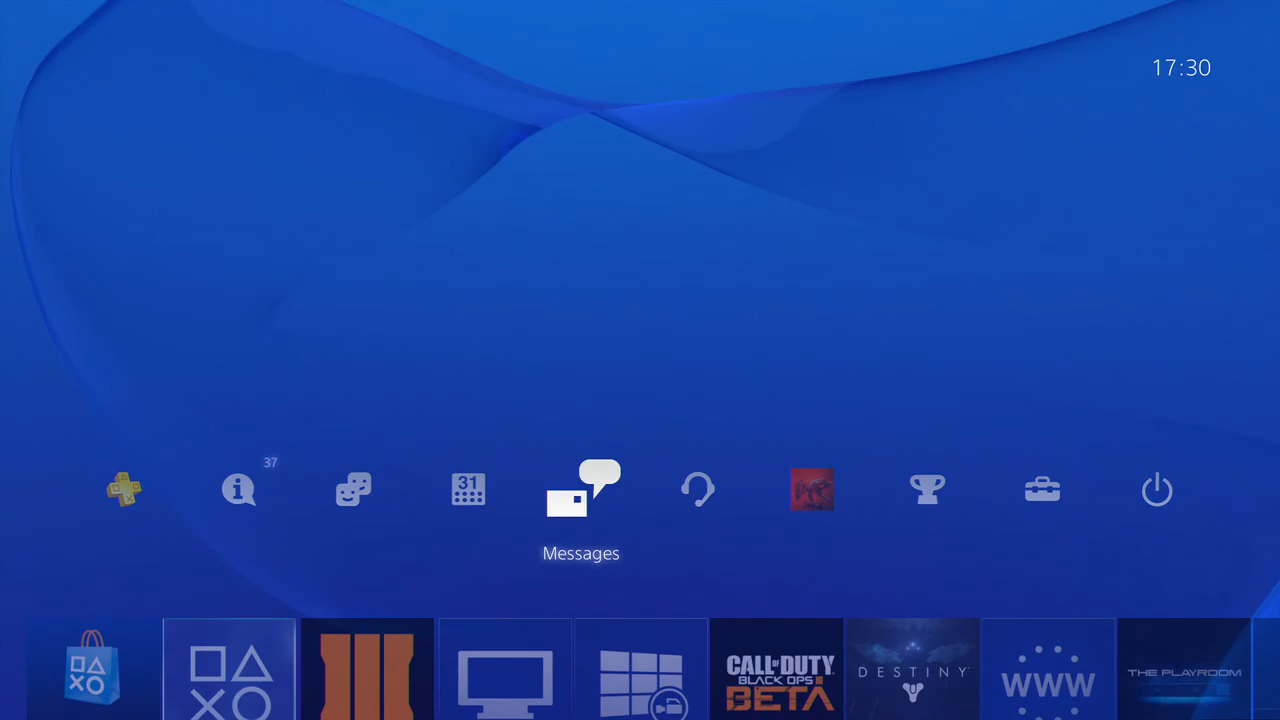 17:30
37
31
Messages
CALL OF DUTY
BLACK OPS III
BETA
DESTINY
WWW
THE PLAYROOM